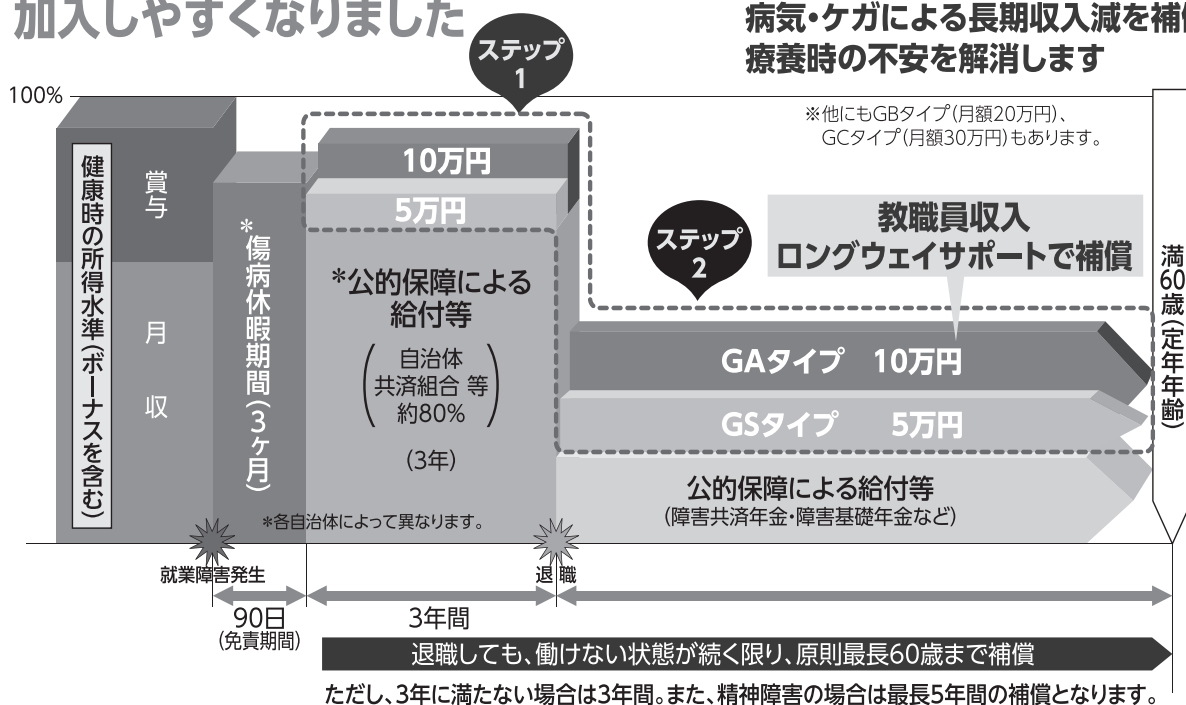 加入しやすくなりました
病気・ケガによる長期収入減を補
療養時の不安を解消します
ステップ
1
100%
※他にもGBタイプ(月額20万円)、
GCタイプ(月額30万円)もあります。
健康時の所得水準(ボーナスを含む)
賞与
月収
*傷病休暇期間(3ヶ月)
10万円
5万円
*公的保障による
給付等
(自治体
共済組合 等
約80%)
(3年)
*各自治体によって異なります。
ステップ
2
教職員収入
ロングウェイサポートで補償
GAタイプ 10万円
GSタイプ 5万円
公的保障による給付等
(障害共済年金・障害基礎年金など)
満60歳(定年年齢)
就業障害発生
退職
90日
(免責期間)
3年間
退職しても、働けない状態が続く限り、原則最長60歳まで補償
ただし、3年に満たない場合は3年間。また、精神障害の場合は最長5年間の補償となります。